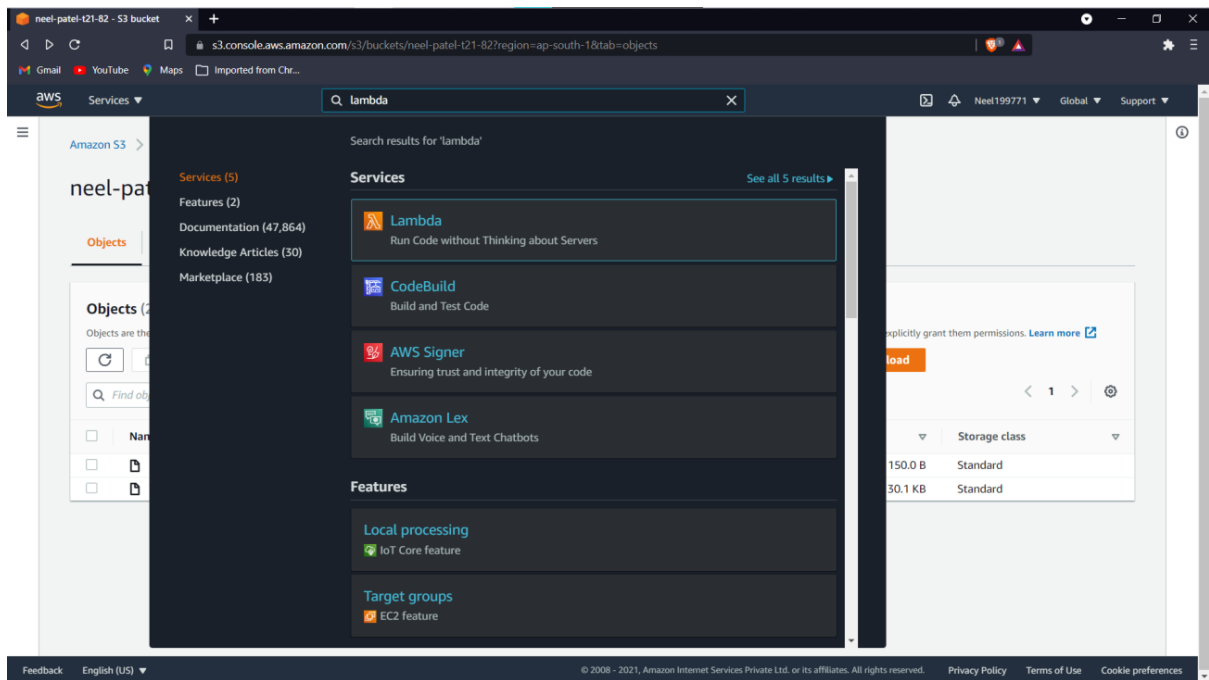 neel-patel-t21-82 - S3 bucket
s3.console.aws.amazon.com/s3/buckets/neel-patel-t21-82?region=ap-south-1&tab=objects
Gmail YouTube Maps Imported from Chr...
aws Services ▼ lambda Neel199771 ▼ Global ▼ Support ▼
Amazon S3 >
neel-pat
Objects
Objects (2
Objects are the
Find obj
Nam
Search results for 'lambda'
Services (5)
Features (2)
Documentation (47,864)
Knowledge Articles (30)
Marketplace (183)
Services See all 5 results ▶
Lambda
Run Code without Thinking about Servers
CodeBuild
Build and Test Code
AWS Signer
Ensuring trust and integrity of your code
Amazon Lex
Build Voice and Text Chatbots
Features
Local processing
IoT Core feature
Target groups
EC2 feature
explicitly grant them permissions. Learn more
load
< 1 >
Storage class
150.0 B Standard
30.1 KB Standard
Feedback English (US) ▼ © 2008 - 2021, Amazon Internet Services Private Ltd. or its affiliates. All rights reserved. Privacy Policy Terms of Use Cookie preferences